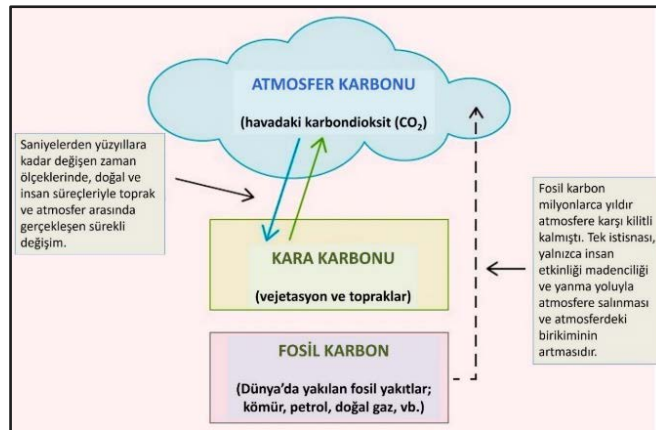 ATMOSFER KARBONU
(havadaki karbondioksit (CO₂)
Saniyelerden yüzyıllara
kadar değişen zaman
ölçeklerinde, doğal ve
insan süreçleriyle toprak
ve atmosfer arasında
gerçekleşen sürekli
değişim.
Fosil karbon
milyonlarca yıldır
atmosfere karşı kilitli
kalmıştı. Tek istisnası,
yalnızca insan
etkinliği madenciliği
ve yanma yoluyla
atmosfere salınması
ve atmosferdeki
birikiminin
artmasıdır.
KARA KARBONU
(vejetasyon ve topraklar)
FOSİL KARBON
(Dünya’da yakılan fosil yakıtlar;
kömür, petrol, doğal gaz, vb.)